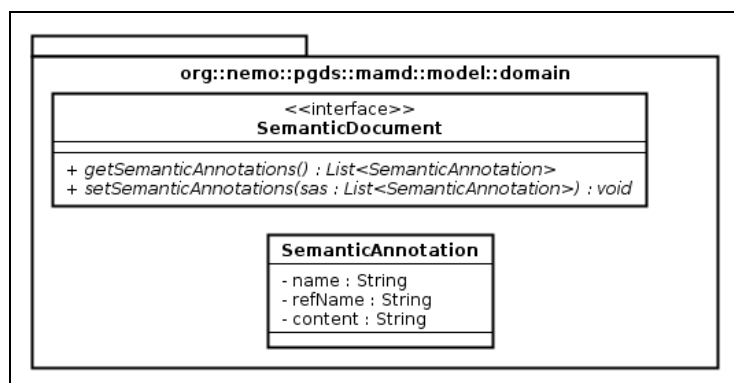 org::nemo::pgds::mamd::model::domain
<<interface>>
SemanticDocument
+ getSemanticAnnotations() : List<SemanticAnnotation>
+ setSemanticAnnotations(sas : List<SemanticAnnotation>) : void
SemanticAnnotation
- name : String
- refName : String
- content : String